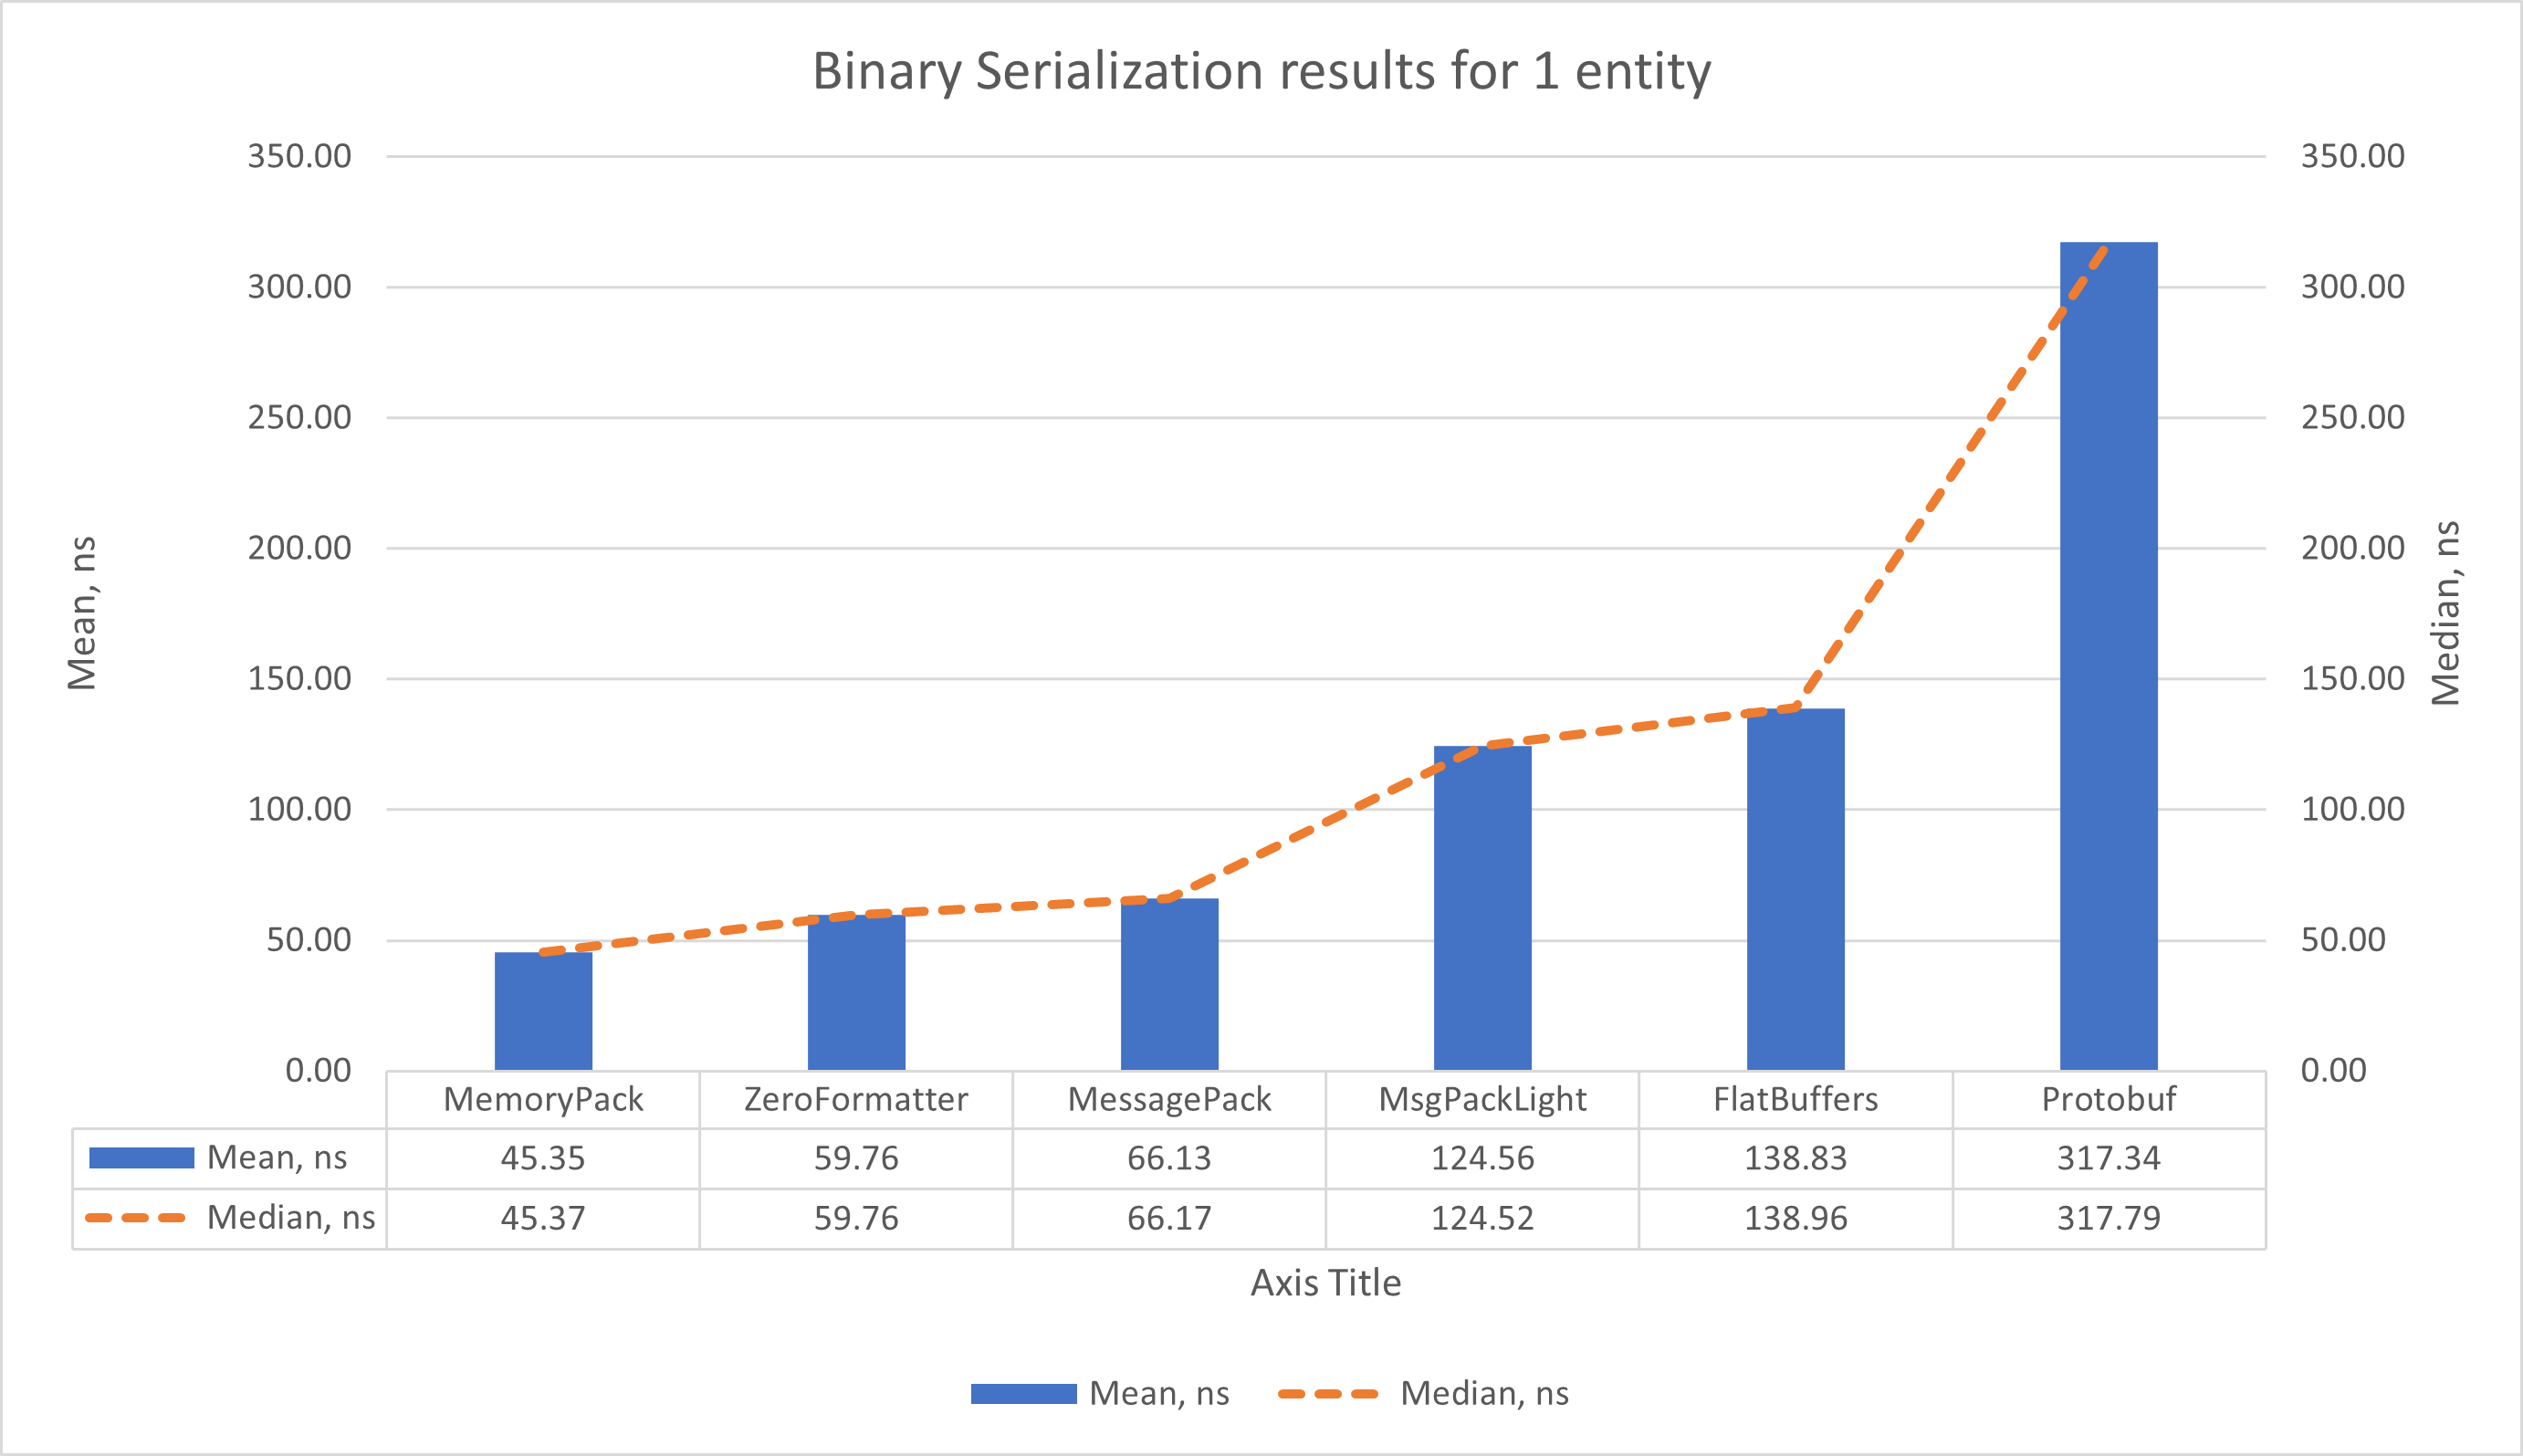 Binary Serialization results for 1 entity
350.00 350.00
300.00 300.00
250.00 250.00
200.00 200.00
150.00 150.00
100.00 100.00
50.00 50.00
0.00 0.00
Mean, ns
Median, ns
MemoryPack ZeroFormatter MessagePack MsgPackLight FlatBuffers Protobuf
Mean, ns 45.35 59.76 66.13 124.56 138.83 317.34
Median, ns 45.37 59.76 66.17 124.52 138.96 317.79
Axis Title
Mean, ns Median, ns